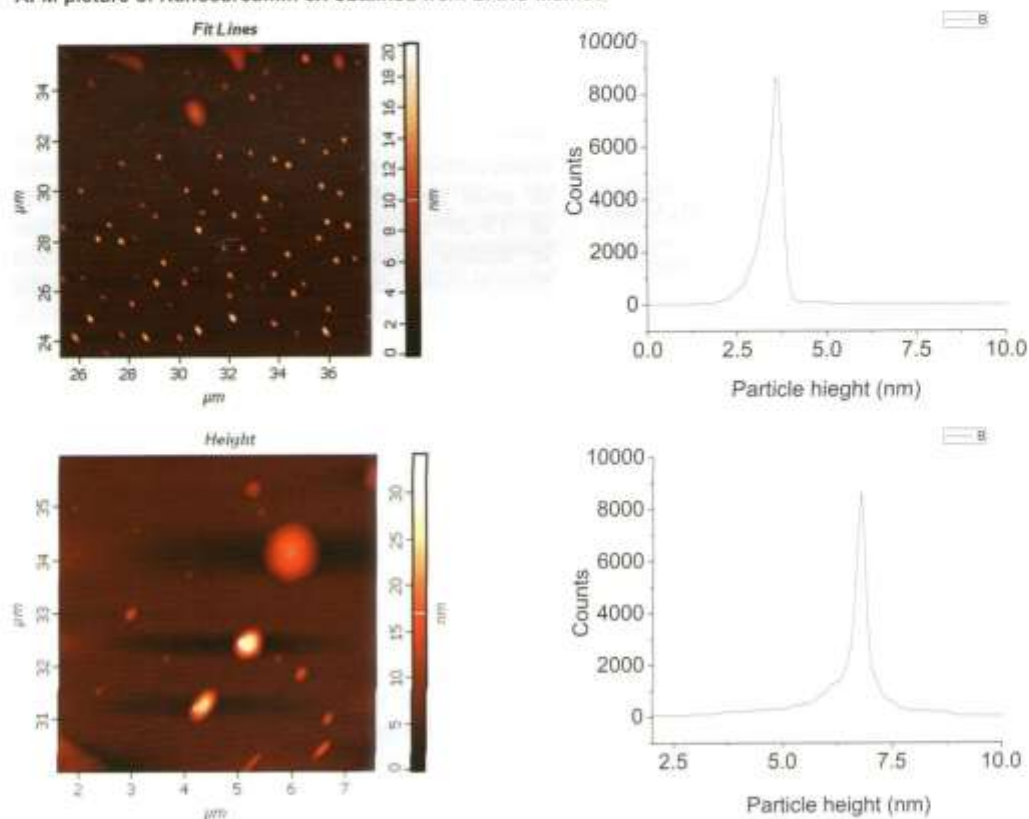 Fit Lines
34
32
30
28
26
24
µm
26 28 30 32 34 36
µm
20
18
16
14
12
10
8
6
4
2
0
nm
B
10000
8000
6000
4000
2000
0
Counts
0.0 2.5 5.0 7.5 10.0
Particle hieght (nm)
Height
35
34
33
32
31
µm
2 3 4 5 6 7
µm
30
25
20
15
10
5
0
nm
B
10000
8000
6000
4000
2000
0
Counts
2.5 5.0 7.5 10.0
Particle height (nm)